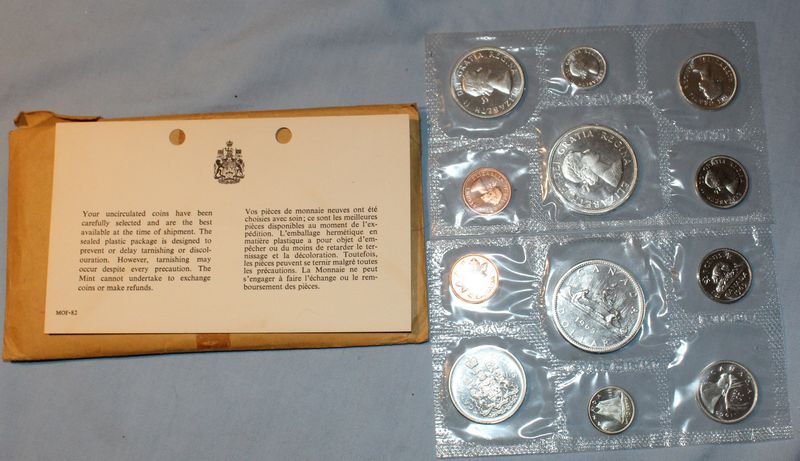 Your uncirculated coins have been
carefully selected and are the best
available at the time of shipment. The
sealed plastic package is designed to
prevent or delay tarnishing or discol-
ouration. However, tarnishing may
occur despite every precaution. The
Mint cannot undertake to exchange
coins or make refunds.
MOF-82
Vos pièces de monnaie neuves ont été
choisies avec soin; ce sont les meilleures
pièces disponibles au moment de l'ex-
pédition. L'emballage hermétique en
matière plastique a pour objet d'em-
pêcher ou du moins de retarder le ter-
nissage et la décoloration. Toutefois,
les pièces peuvent se ternir malgré toutes
les précautions. La Monnaie ne peut
s'engager à faire l'échange ou le rem-
boursement des pièces.
GRATIA REGINA
GRATIA REGINA
CANADA
CANADA
DOLLAR